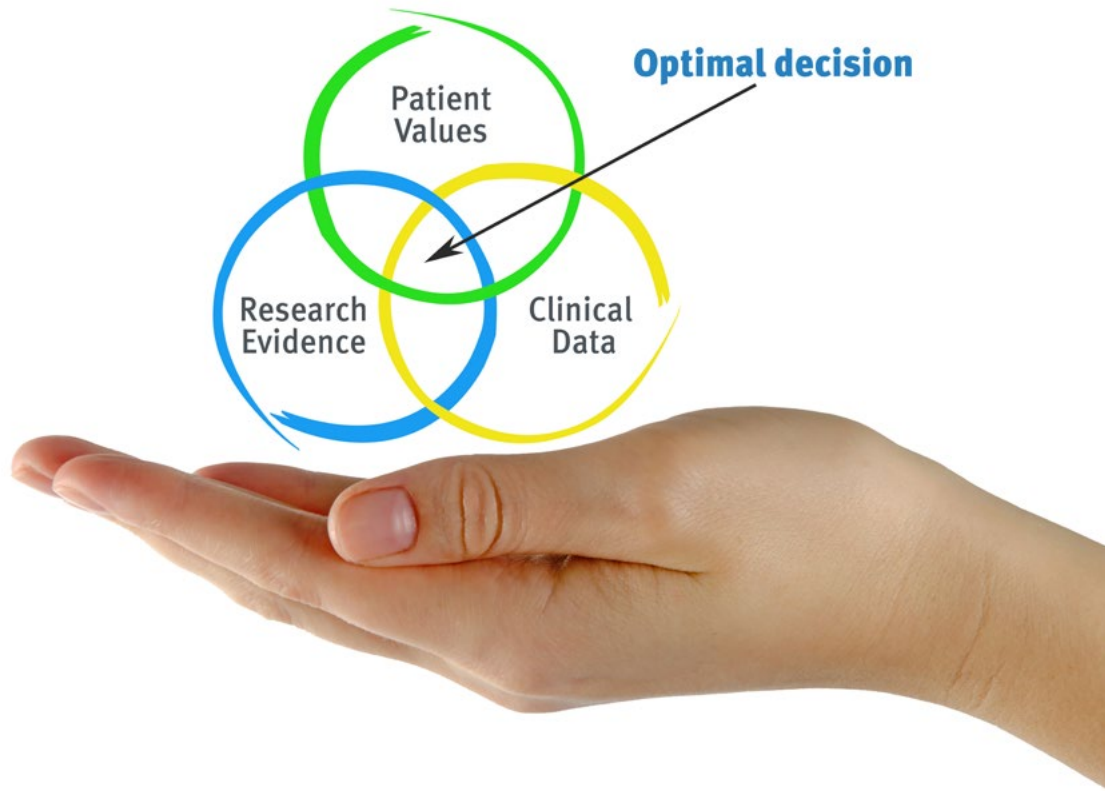 Optimal decision
Patient
Values
Research
Evidence
Clinical
Data